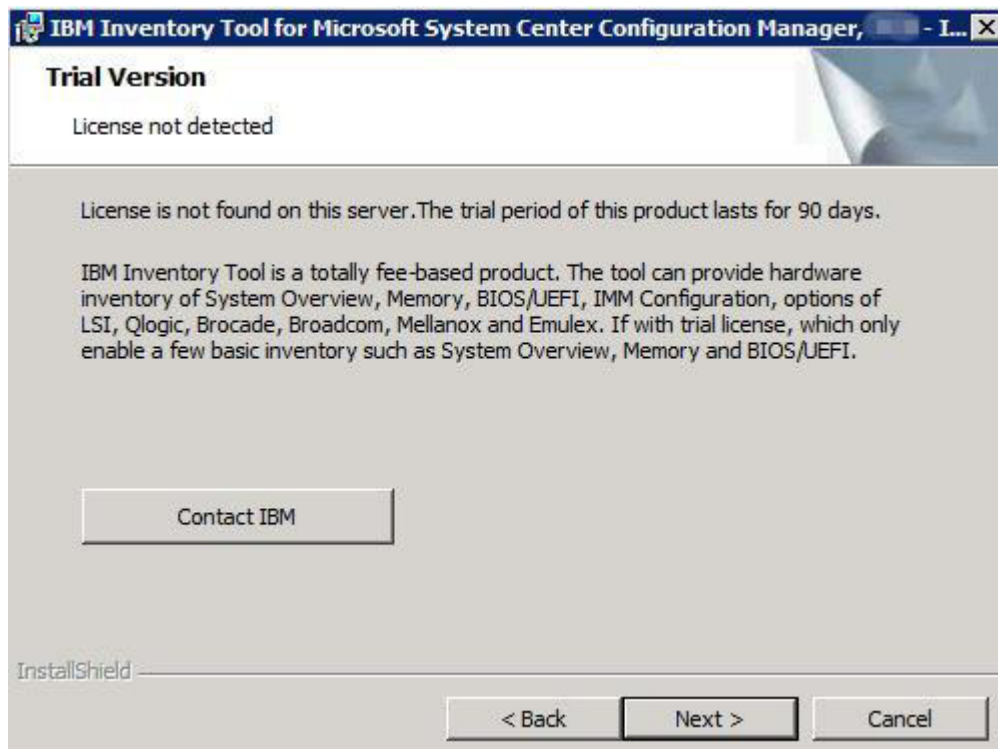 IBM Inventory Tool for Microsoft System Center Configuration Manager, - I...
Trial Version
License not detected
License is not found on this server.The trial period of this product lasts for 90 days.
IBM Inventory Tool is a totally fee-based product. The tool can provide hardware
inventory of System Overview, Memory, BIOS/UEFI, IMM Configuration, options of
LSI, Qlogic, Brocade, Broadcom, Mellanox and Emulex. If with trial license, which only
enable a few basic inventory such as System Overview, Memory and BIOS/UEFI.
Contact IBM
InstallShield
< Back Next > Cancel